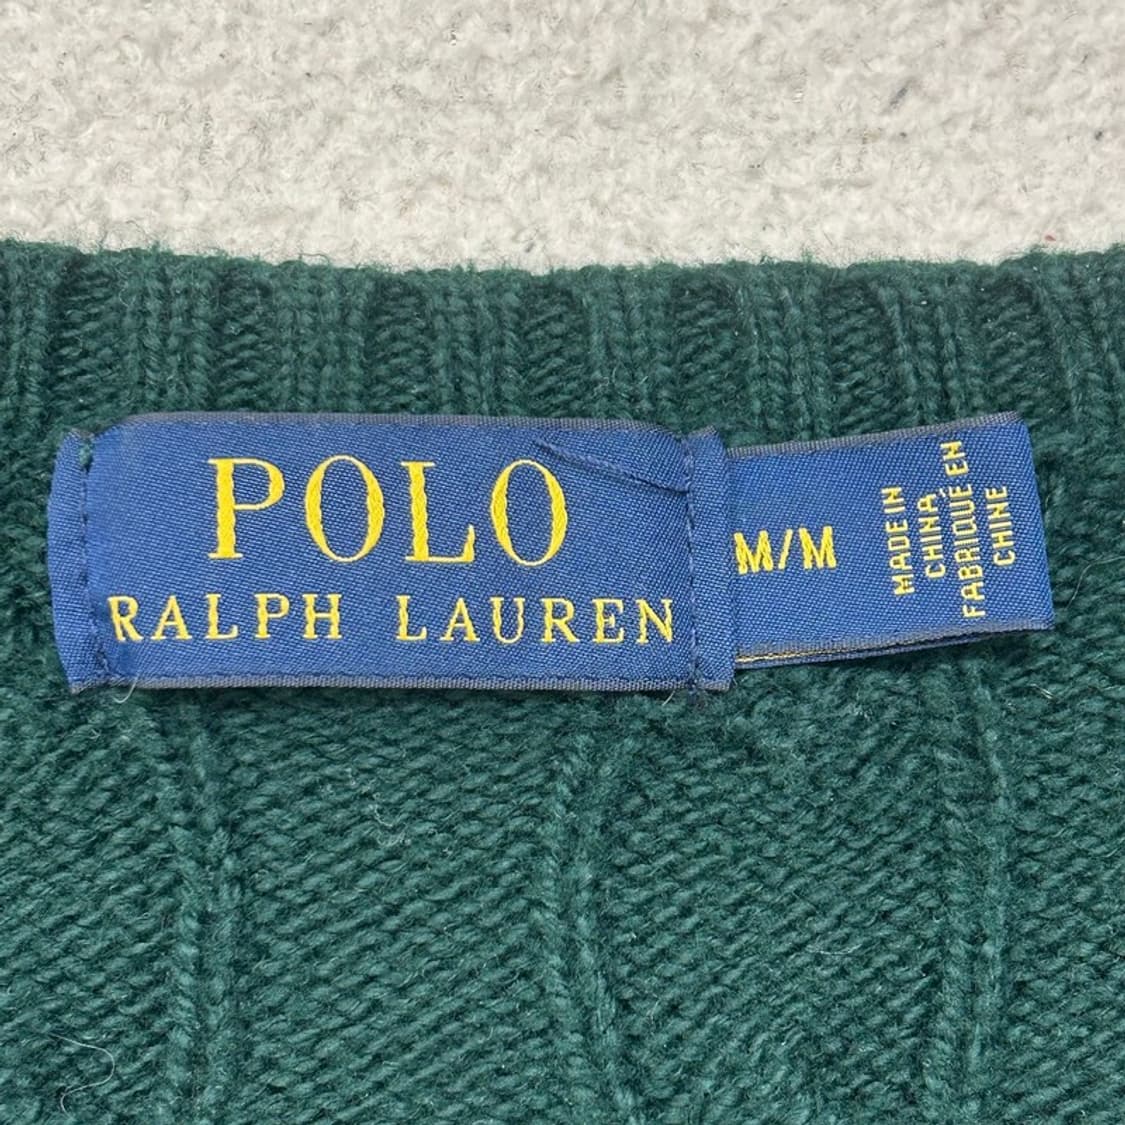 POLO
RALPH LAUREN
M/M
MADE IN
CHINA
FABRIQUÉ EN
CHINE